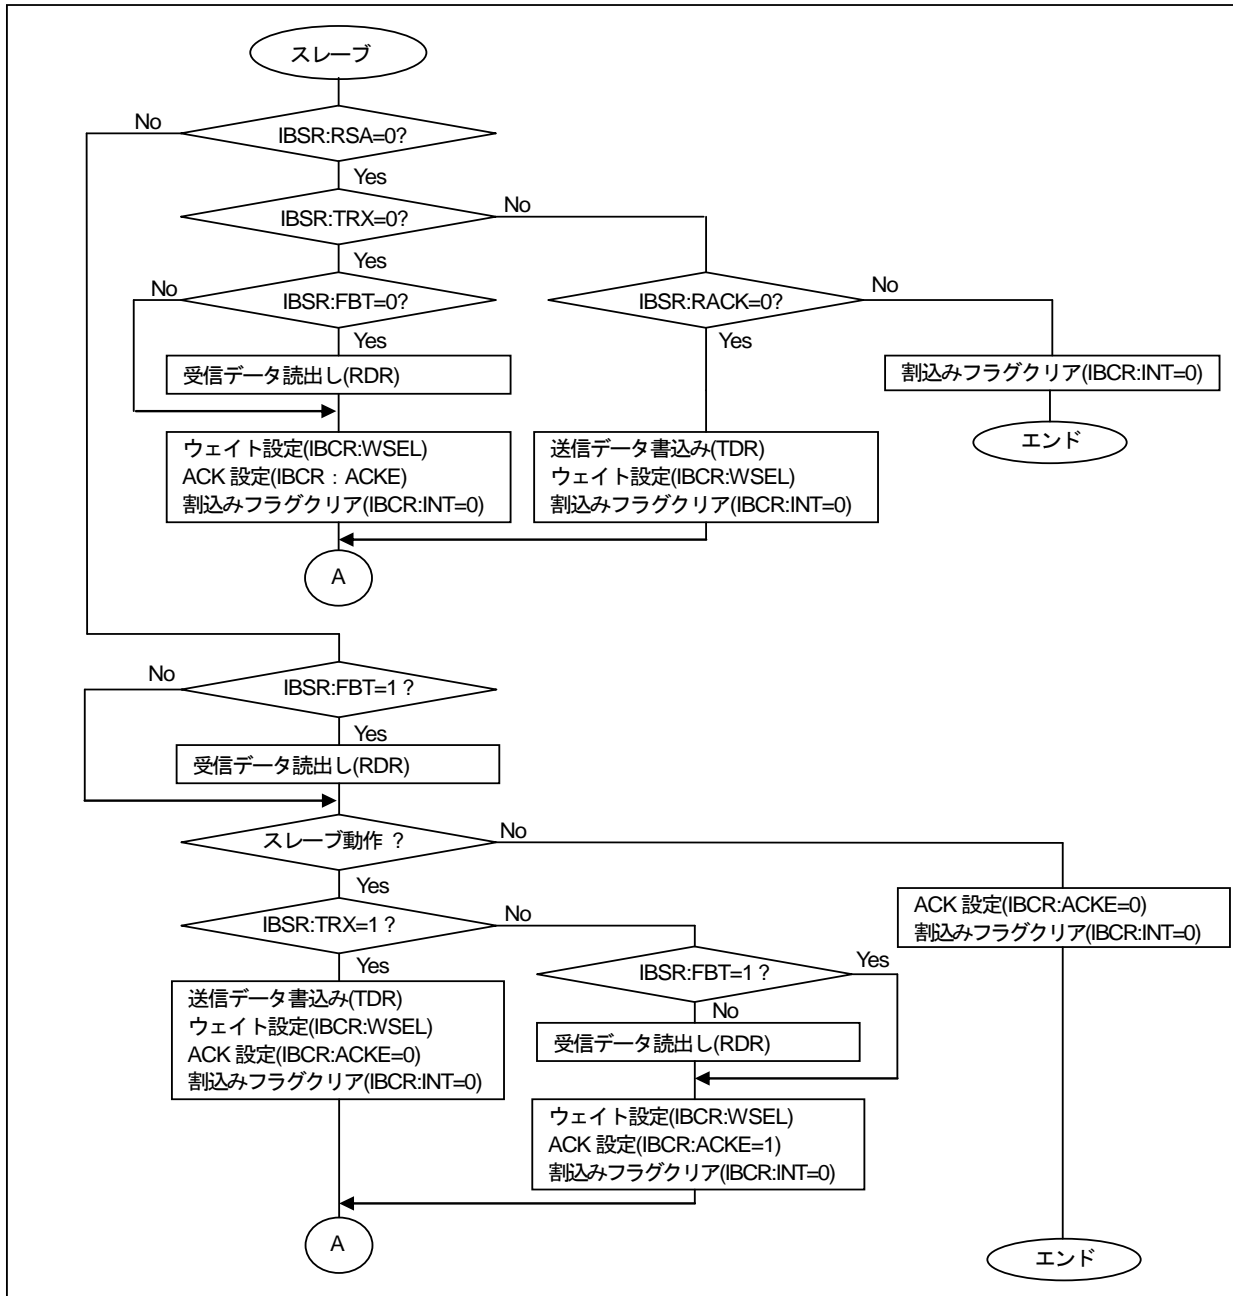 スレーブ
No
IBSR:RSA=0?
Yes
IBSR:TRX=0?
No
Yes
No
IBSR:FBT=0?
IBSR:RACK=0?
No
Yes
Yes
受信データ読出し(RDR)
割込みフラグクリア(IBCR:INT=0)
ウェイト設定(IBCR:WSEL)
ACK 設定(IBCR：ACKE)
割込みフラグクリア(IBCR:INT=0)
送信データ書込み(TDR)
ウェイト設定(IBCR:WSEL)
割込みフラグクリア(IBCR:INT=0)
エンド
A
No
IBSR:FBT=1 ?
Yes
受信データ読出し(RDR)
スレーブ動作 ?
No
Yes
ACK 設定(IBCR:ACKE=0)
割込みフラグクリア(IBCR:INT=0)
IBSR:TRX=1 ?
No
Yes
IBSR:FBT=1 ?
Yes
No
送信データ書込み(TDR)
ウェイト設定(IBCR:WSEL)
ACK 設定(IBCR:ACKE=0)
割込みフラグクリア(IBCR:INT=0)
受信データ読出し(RDR)
ウェイト設定(IBCR:WSEL)
ACK 設定(IBCR:ACKE=1)
割込みフラグクリア(IBCR:INT=0)
A
エンド